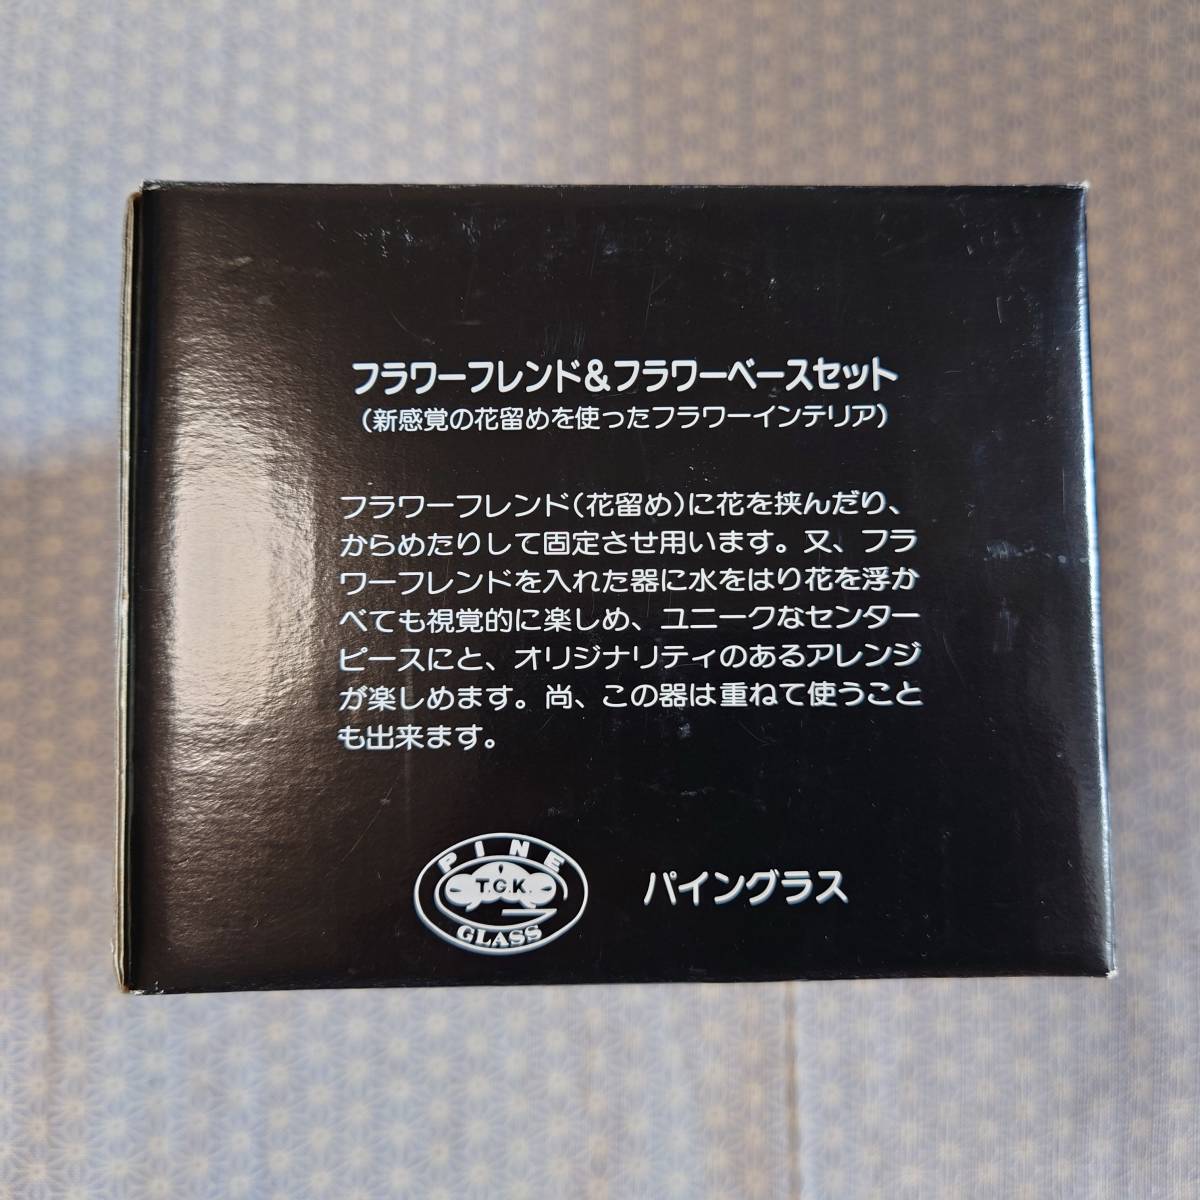 フラワーフレンド&フラワーベースセット
(新感覚の花留めを使ったフラワーインテリア)
フラワーフレンド(花留め)に花を挟んだり、
からめたりして固定させ用います。又、フラ
ワーフレンドを入れた器に水をはり花を浮か
べても視覚的に楽しめ、ユニークなセンター
ピースにと、オリジナリティのあるアレンジ
が楽しめます。尚、この器は重ねて使うこと
も出来ます。
PINE
T.G.K.
GLASS
パイングラス